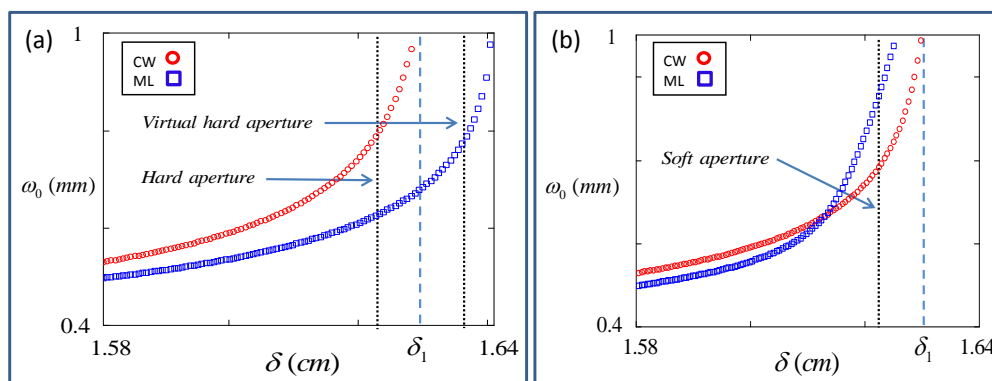 (a)
1
CW
ML
Virtual hard aperture
Hard aperture
ω₀ (mm)
0.4
1.58
δ (cm)
δ₁
1.64
(b)
1
CW
ML
Soft aperture
ω₀ (mm)
0.4
1.58
δ (cm)
δ₁
1.64